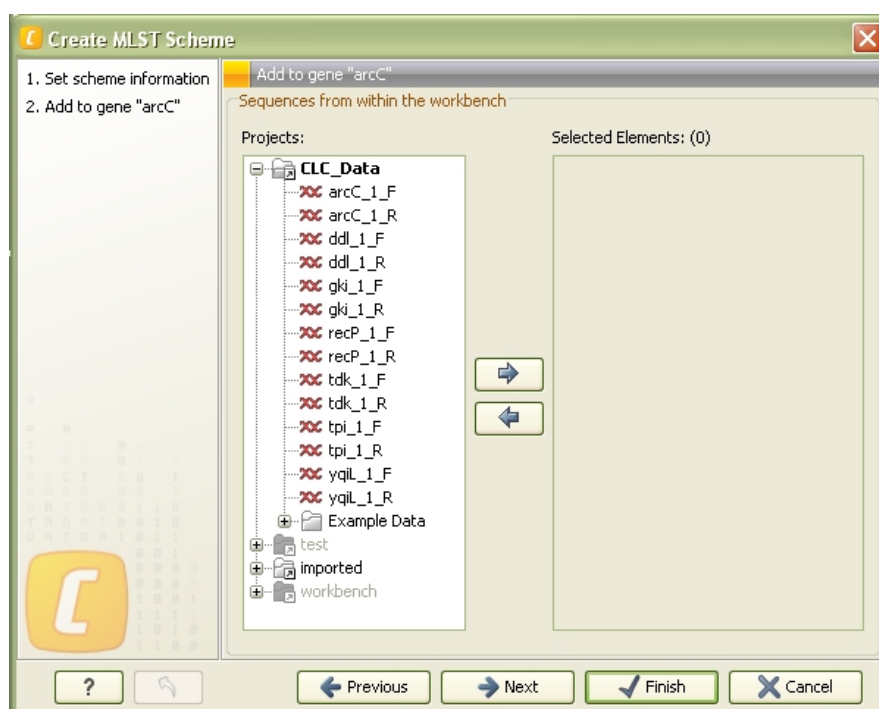 Create MLST Scheme
1. Set scheme information
2. Add to gene "arcC"
Add to gene "arcC"
Sequences from within the workbench
Projects:
Selected Elements: (0)
CLC_Data
arcC_1_F
arcC_1_R
ddl_1_F
ddl_1_R
gki_1_F
gki_1_R
recP_1_F
recP_1_R
tdk_1_F
tdk_1_R
tpi_1_F
tpi_1_R
yqiL_1_F
yqiL_1_R
Example Data
test
imported
workbench
?
Previous
Next
Finish
Cancel